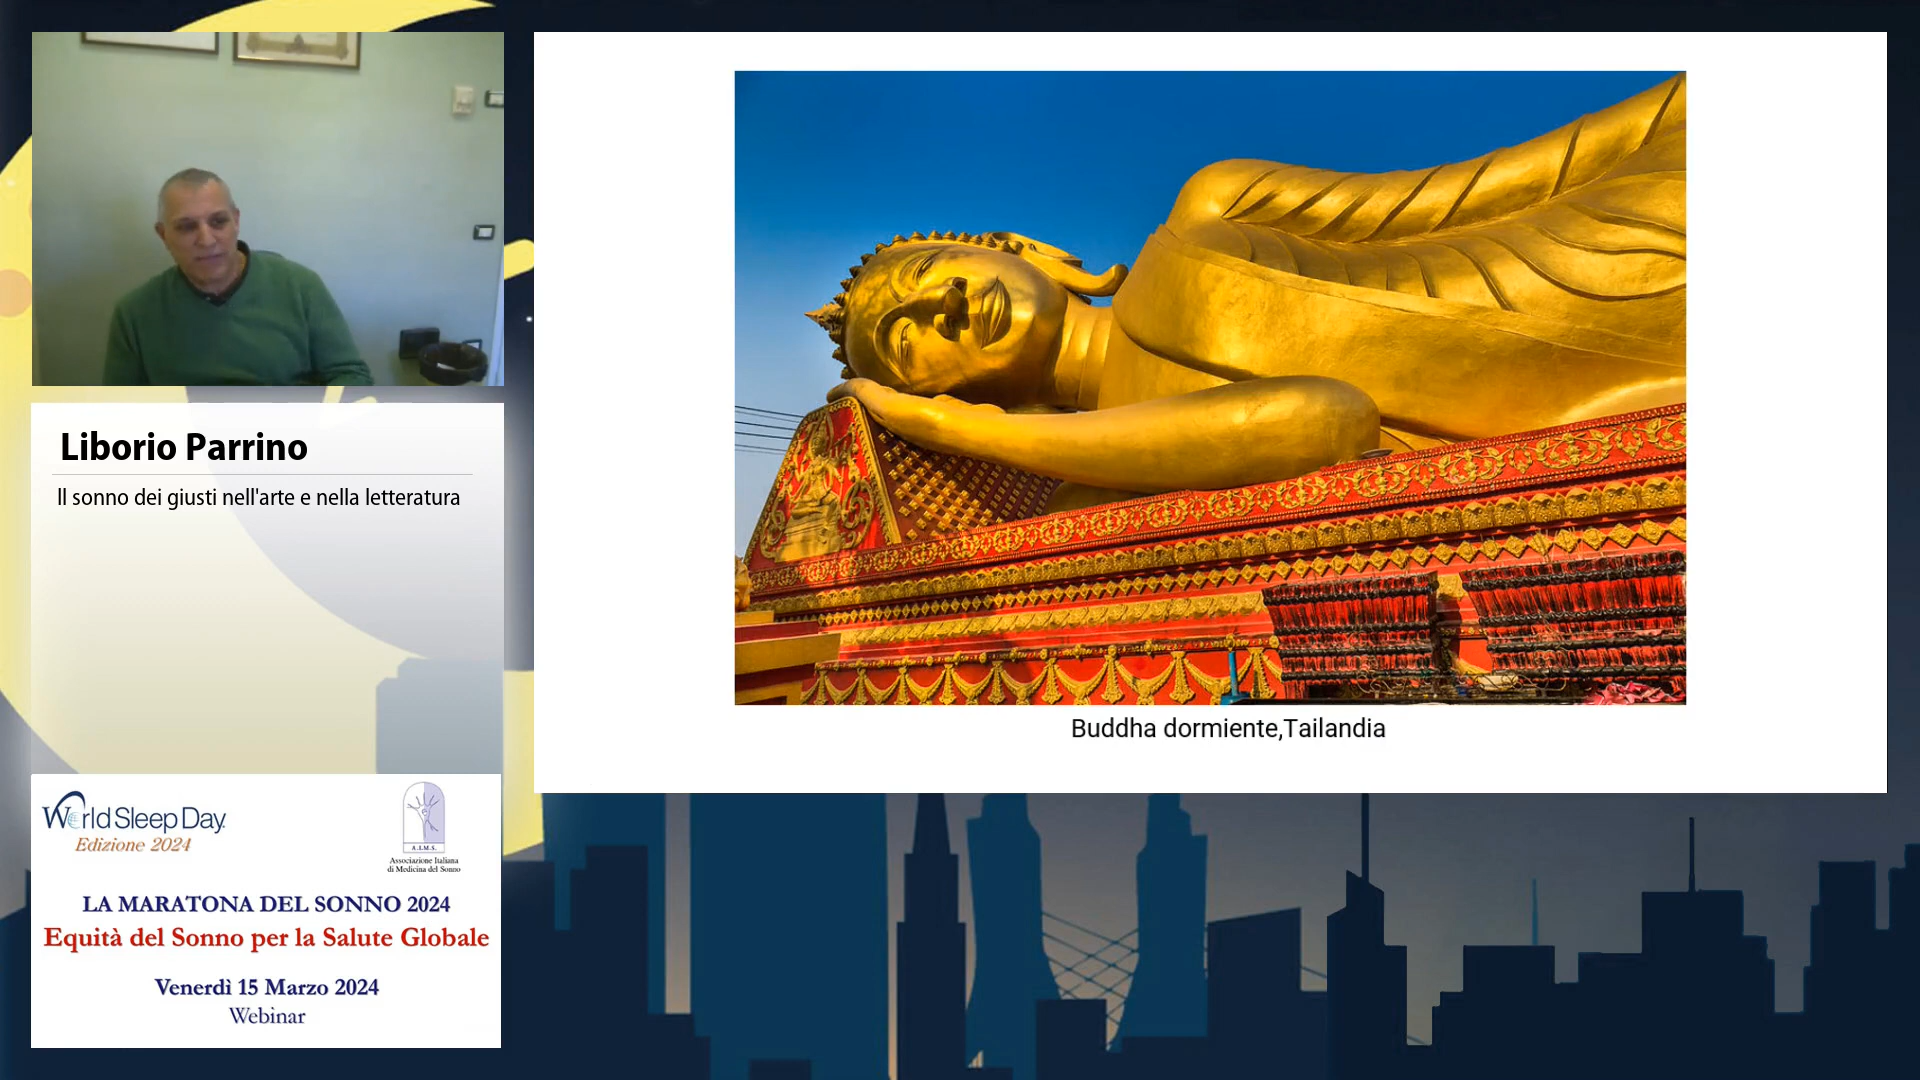 Liborio Parrino
Il sonno dei giusti nell'arte e nella letteratura
World Sleep Day
Edizione 2024
A.I.M.S.
Associazione Italiana
di Medicina del Sonno
LA MARATONA DEL SONNO 2024
Equità del Sonno per la Salute Globale
Venerdì 15 Marzo 2024
Webinar
Buddha dormiente,Tailandia